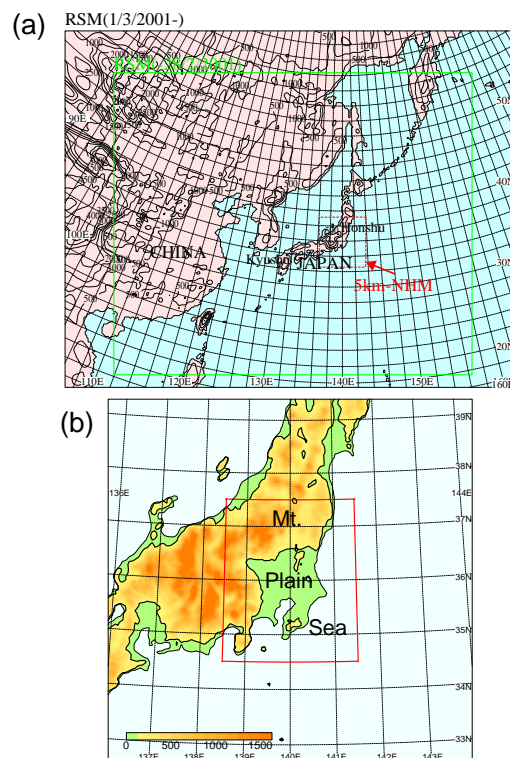 (a)
RSM(1/3/2001-)
RSM(-28/2/2001)
90E
100E
50N
40N
30N
20N
CHINA
Honshu
Kyushu
JAPAN
5km-NHM
110E
120E
130E
140E
150E
160E
(b)
39N
38N
136E
144E
37N
Mt.
36N
Plain
35N
Sea
34N
33N
0 500 1000 1500
137E 138E 139E 140E 141E 142E 143E